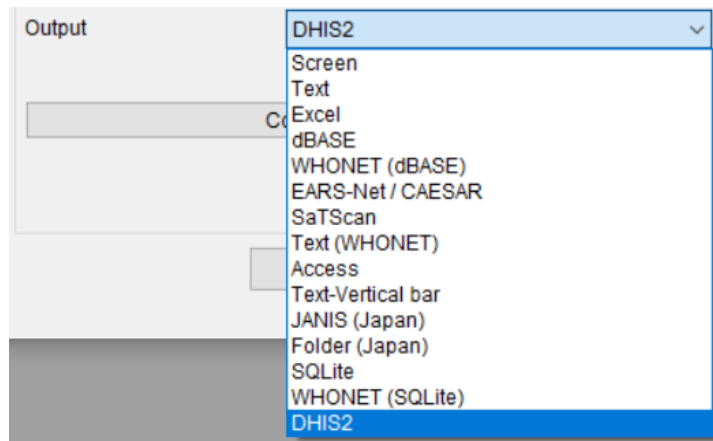 Output
DHIS2
Screen
Text
Excel
dBASE
WHONET (dBASE)
EARS-Net / CAESAR
SaTScan
Text (WHONET)
Access
Text-Vertical bar
JANIS (Japan)
Folder (Japan)
SQLite
WHONET (SQLite)
DHIS2